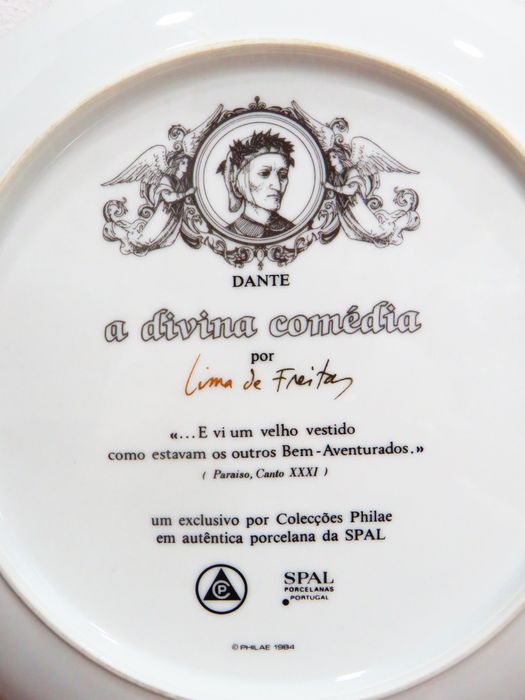 DANTE
a divina comédia
por
Lima de Freitas
«...E vi um velho vestido
como estavam os outros Bem-Aventurados.»
( Paraiso, Canto XXXI )
um exclusivo por Colecções Philae
em autêntica porcelana da SPAL
CP
SPAL
PORCELANAS
PORTUGAL
© PHILAE 1984